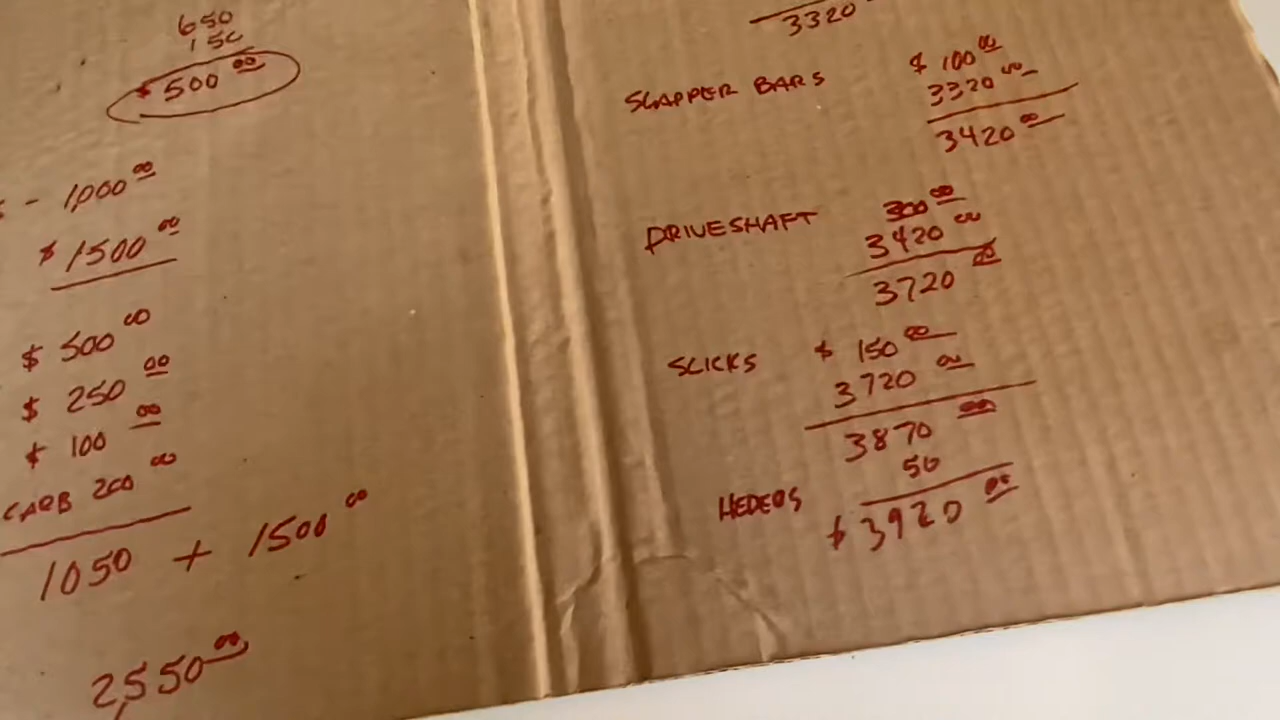 650
150
$ 500 00
- 1,000 00
$ 1500 00
$ 500 00
$ 250 00
$ 100 00
CARB 200 00
1050 + 1500 00
2550 00
3320
SLAPPER BARS $ 100 00
3320 00
3420 00
DRIVESHAFT 300 00
3420 00
3720 00
SLICKS $ 150 00
3720 00
3870 00
50
HEDERS $ 3920 00